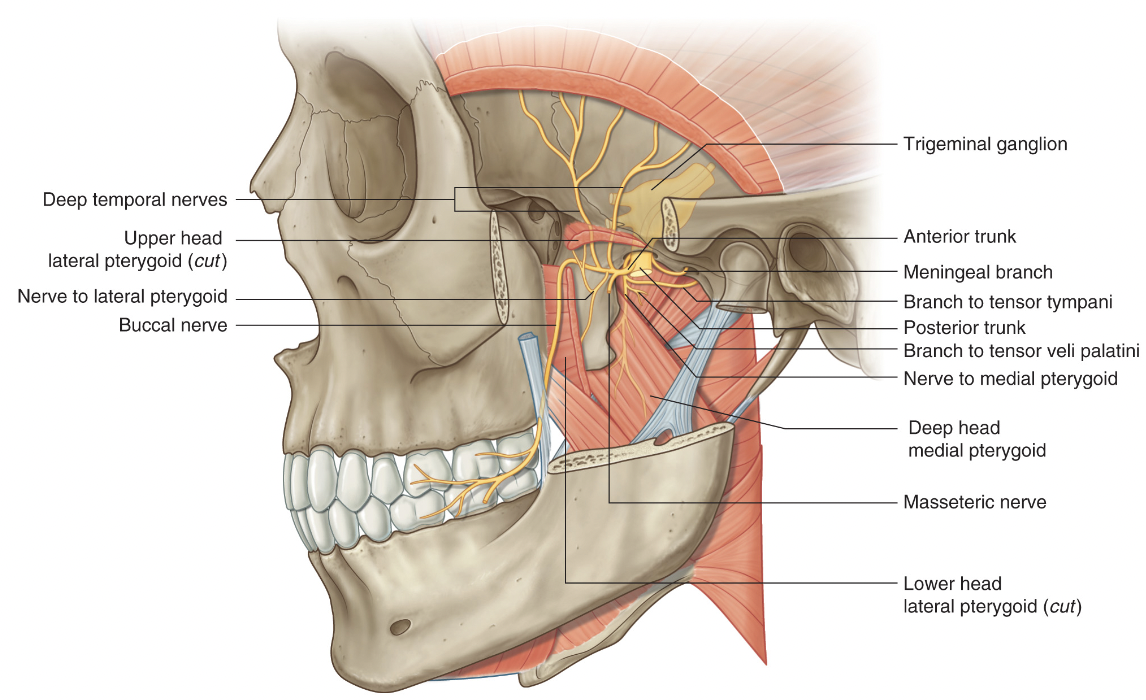 Deep temporal nerves
Upper head
lateral pterygoid (cut)
Nerve to lateral pterygoid
Buccal nerve
Trigeminal ganglion
Anterior trunk
Meningeal branch
Branch to tensor tympani
Posterior trunk
Branch to tensor veli palatini
Nerve to medial pterygoid
Deep head
medial pterygoid
Masseteric nerve
Lower head
lateral pterygoid (cut)